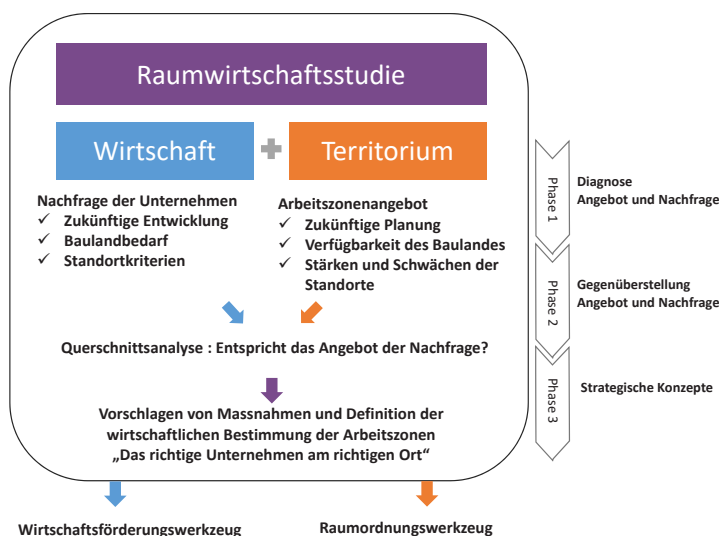 Raumwirtschaftsstudie
Wirtschaft
Territorium
Nachfrage der Unternehmen
✓ Zukünftige Entwicklung
✓ Baulandbedarf
✓ Standortkriterien
Arbeitszonenangebot
✓ Zukünftige Planung
✓ Verfügbarkeit des Baulandes
✓ Stärken und Schwächen der
Standorte
Querschnittsanalyse : Entspricht das Angebot der Nachfrage?
Vorschlagen von Massnahmen und Definition der
wirtschaftlichen Bestimmung der Arbeitszonen
„Das richtige Unternehmen am richtigen Ort“
Wirtschaftsförderungswerkzeug
Raumordnungswerkzeug
Phase 1
Diagnose
Angebot und Nachfrage
Phase 2
Gegenüberstellung
Angebot und Nachfrage
Phase 3
Strategische Konzepte